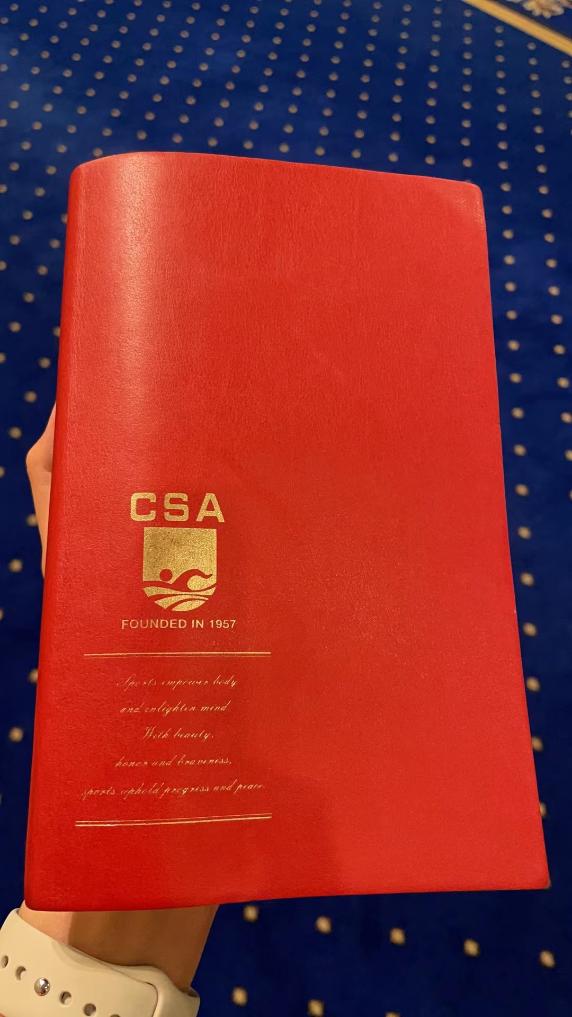 CSA
FOUNDED IN 1957
Sports empower body
and enlighten mind.
With beauty,
honor and braveness,
sports uphold progress and peace.